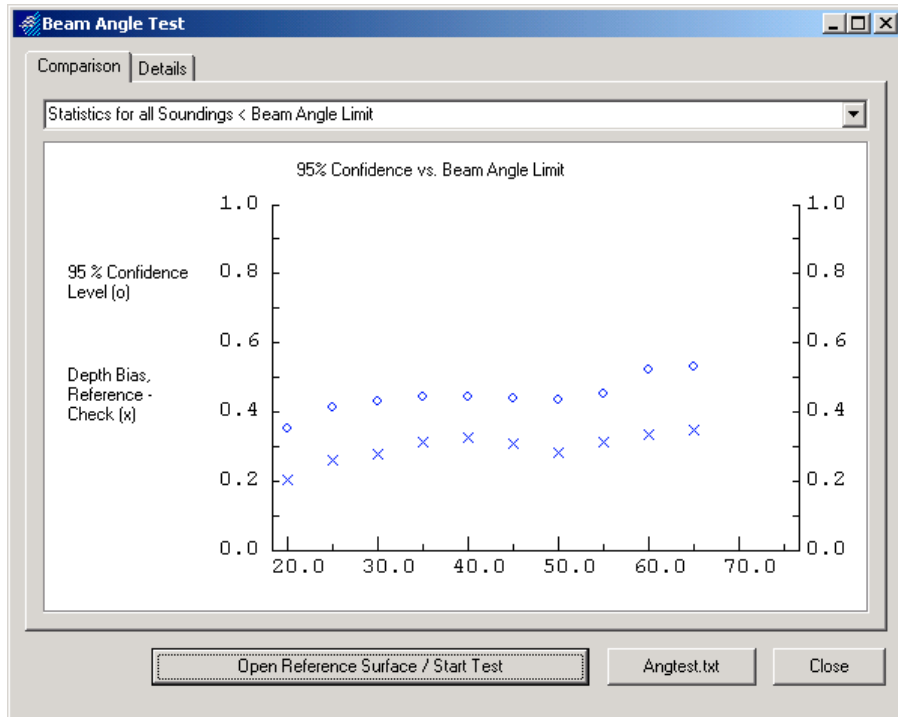 Beam Angle Test
Comparison
Details
Statistics for all Soundings < Beam Angle Limit
95% Confidence vs. Beam Angle Limit
1.0
1.0
95 % Confidence
Level (o)
0.8
0.8
0.6
0.6
Depth Bias,
Reference -
Check (x)
0.4
0.4
0.2
0.2
0.0
0.0
20.0 30.0 40.0 50.0 60.0 70.0
Open Reference Surface / Start Test
Angtest.txt
Close